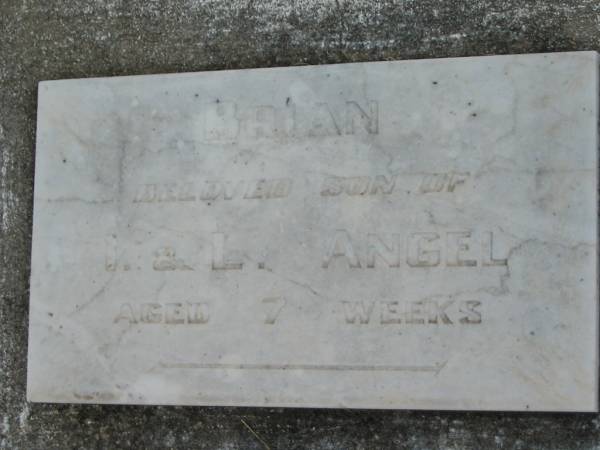 BRIAN
BELOVED SON OF
& L. ANGEL
AGED 7 WEEKS